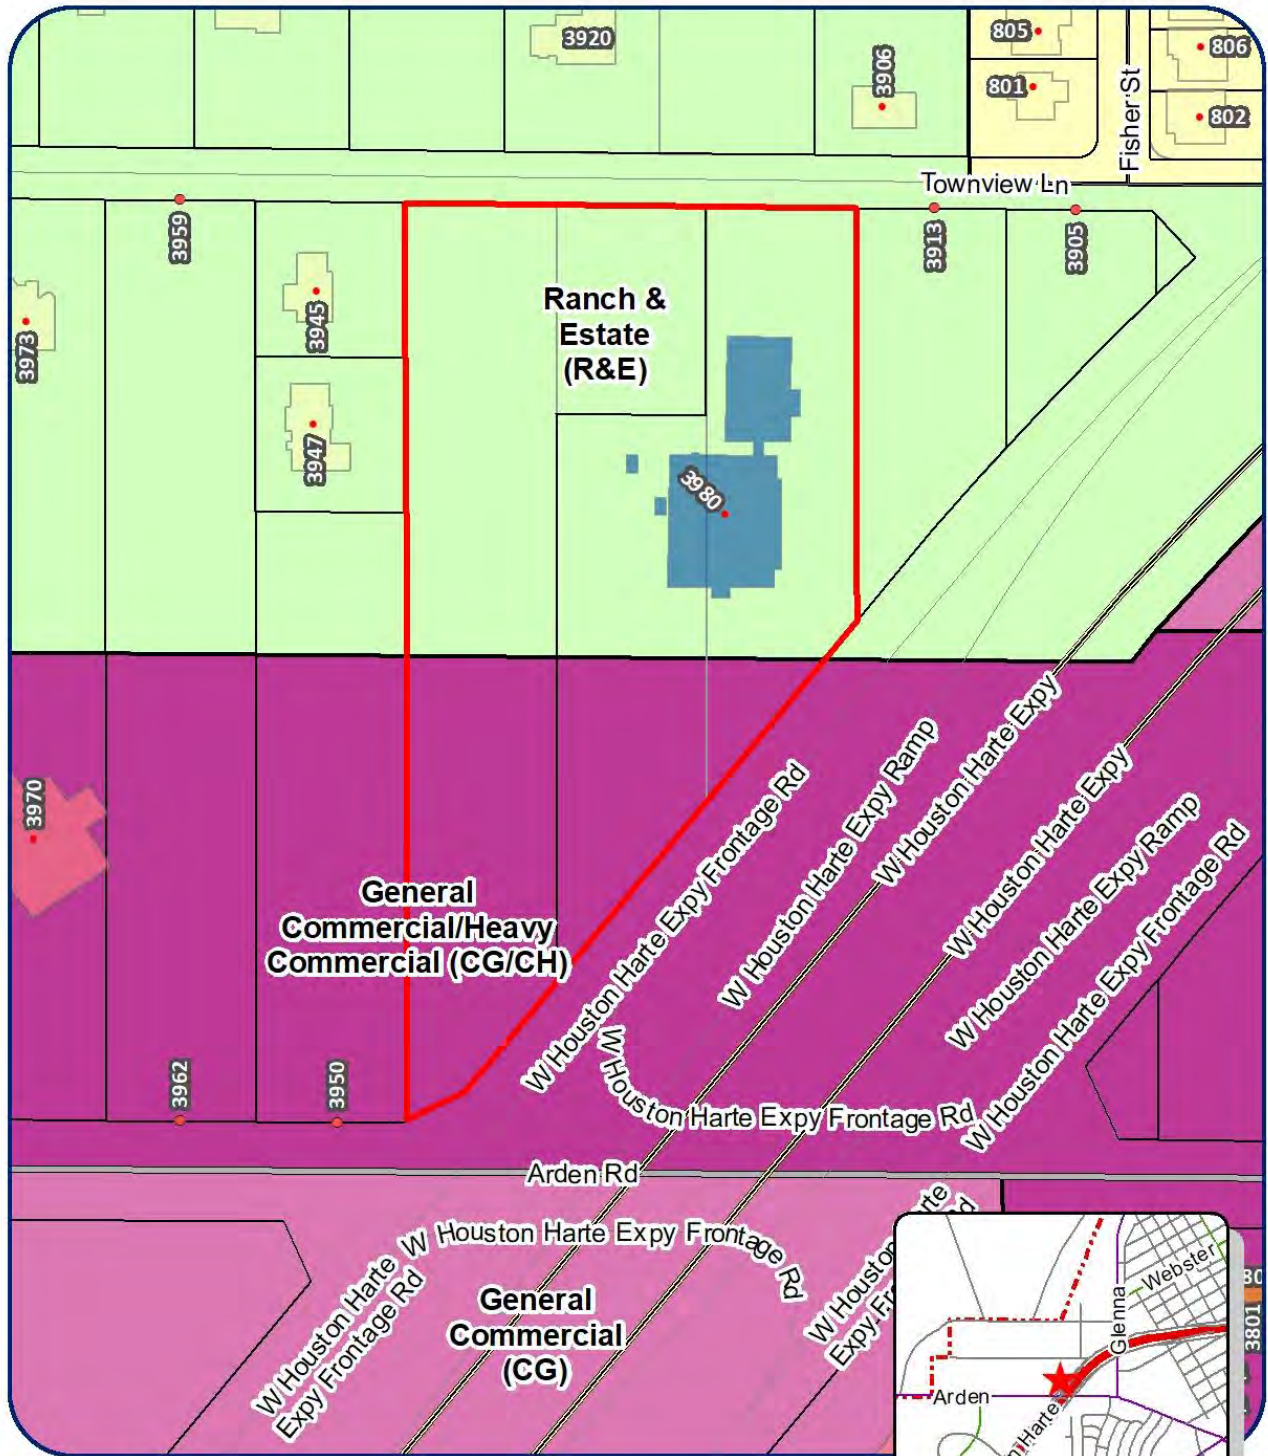 3920
805
806
3906
801
802
Fisher St
Townview Ln
3959
3913
3905
Ranch &
Estate
(R&E)
3945
3973
3947
3980
W Houston Harte Expy
W Houston Harte Expy Ramp
W Houston Harte Expy
W Houston Harte Expy Frontage Rd
3970
W Houston Harte Expy Ramp
W Houston Harte Expy Frontage Rd
General
Commercial/Heavy
Commercial (CG/CH)
3962
3950
W Houston Harte Expy Frontage Rd
Arden Rd
W Houston Harte Expy Frontage Rd
W Houston Harte
Expy Frontage Rd
General
Commercial
(CG)
W Houston
Webster
Glenna
Arden
Harte
3801